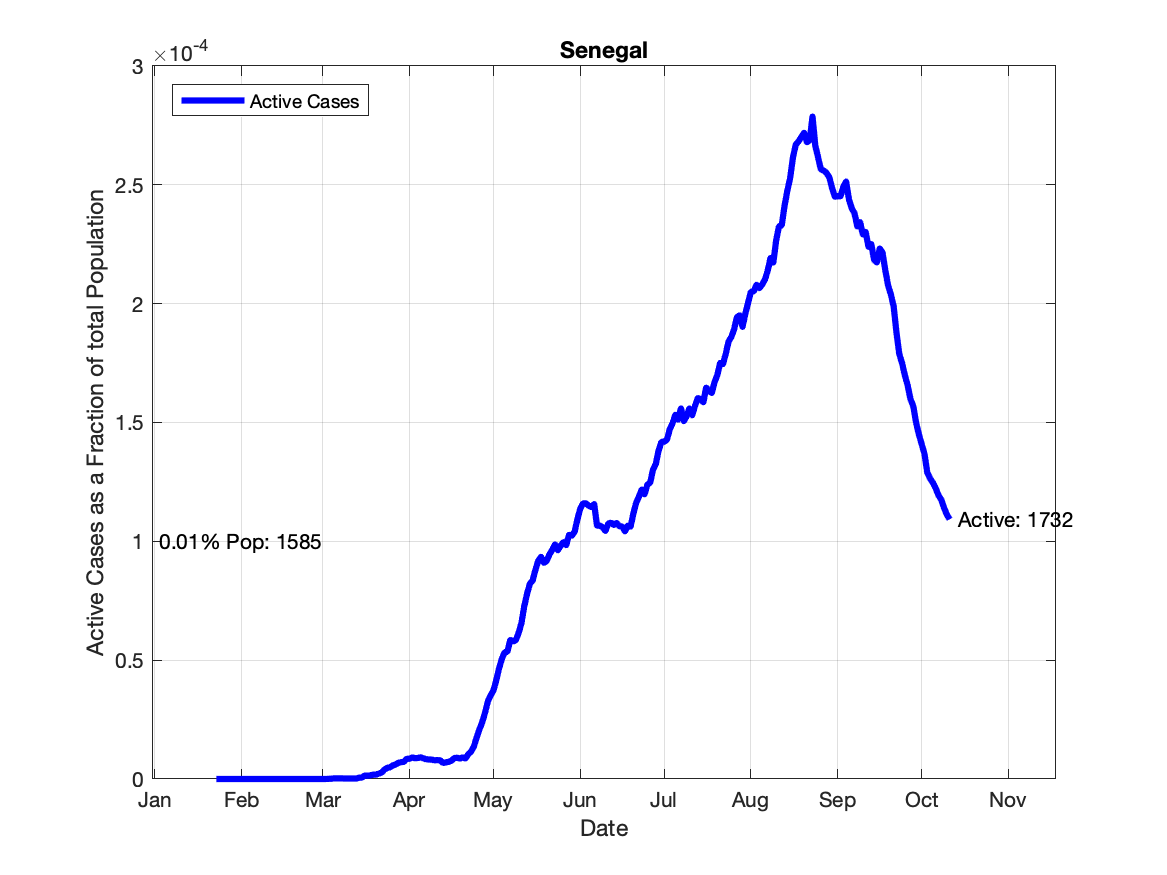 Senegal
×10-4
Active Cases
3
2.5
2
1.5
1
0.5
0
Active Cases as a Fraction of total Population
0.01% Pop: 1585
Active: 1732
Jan Feb Mar Apr May Jun Jul Aug Sep Oct Nov
Date